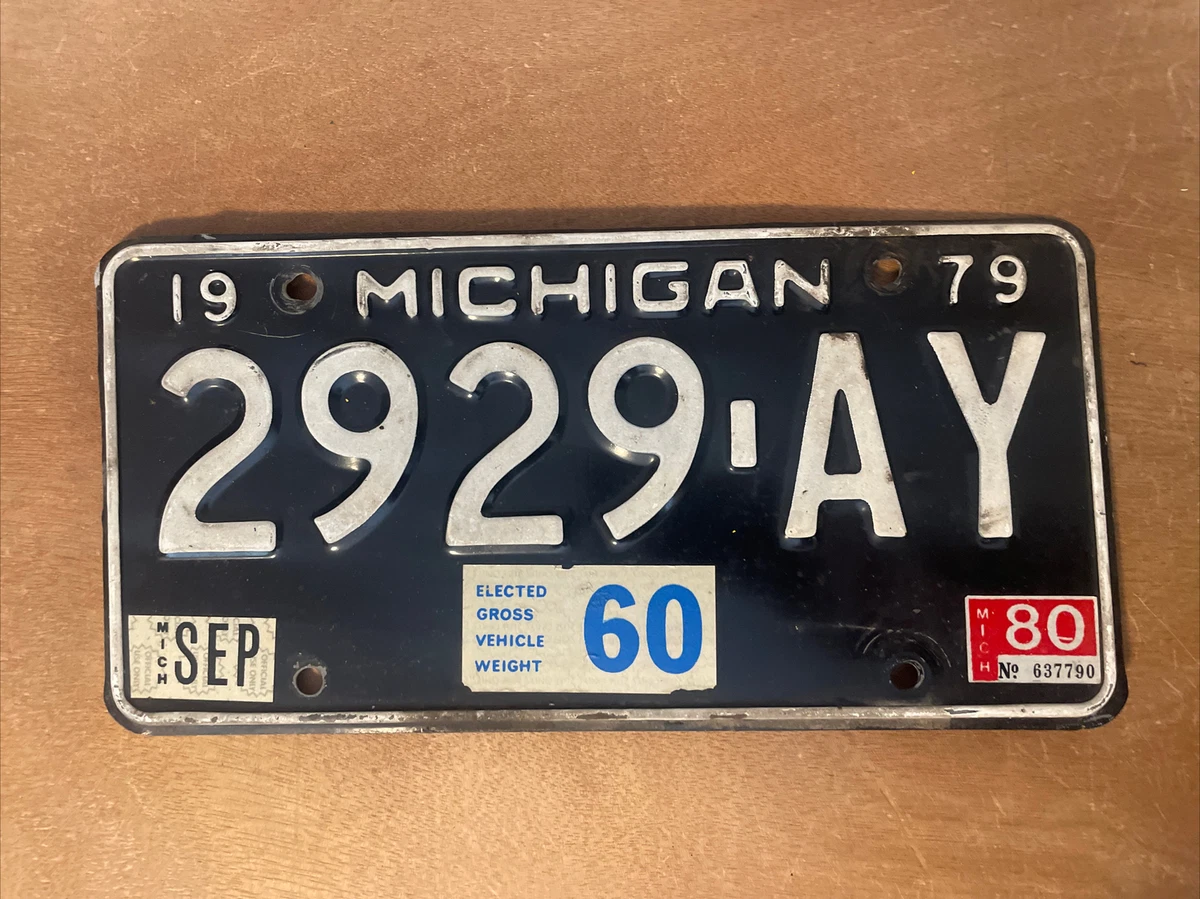 19 MICHIGAN 79
2929-AY
ELECTED
GROSS
VEHICLE
WEIGHT
60
MICH
SEP
MICH
80
Nº 637790